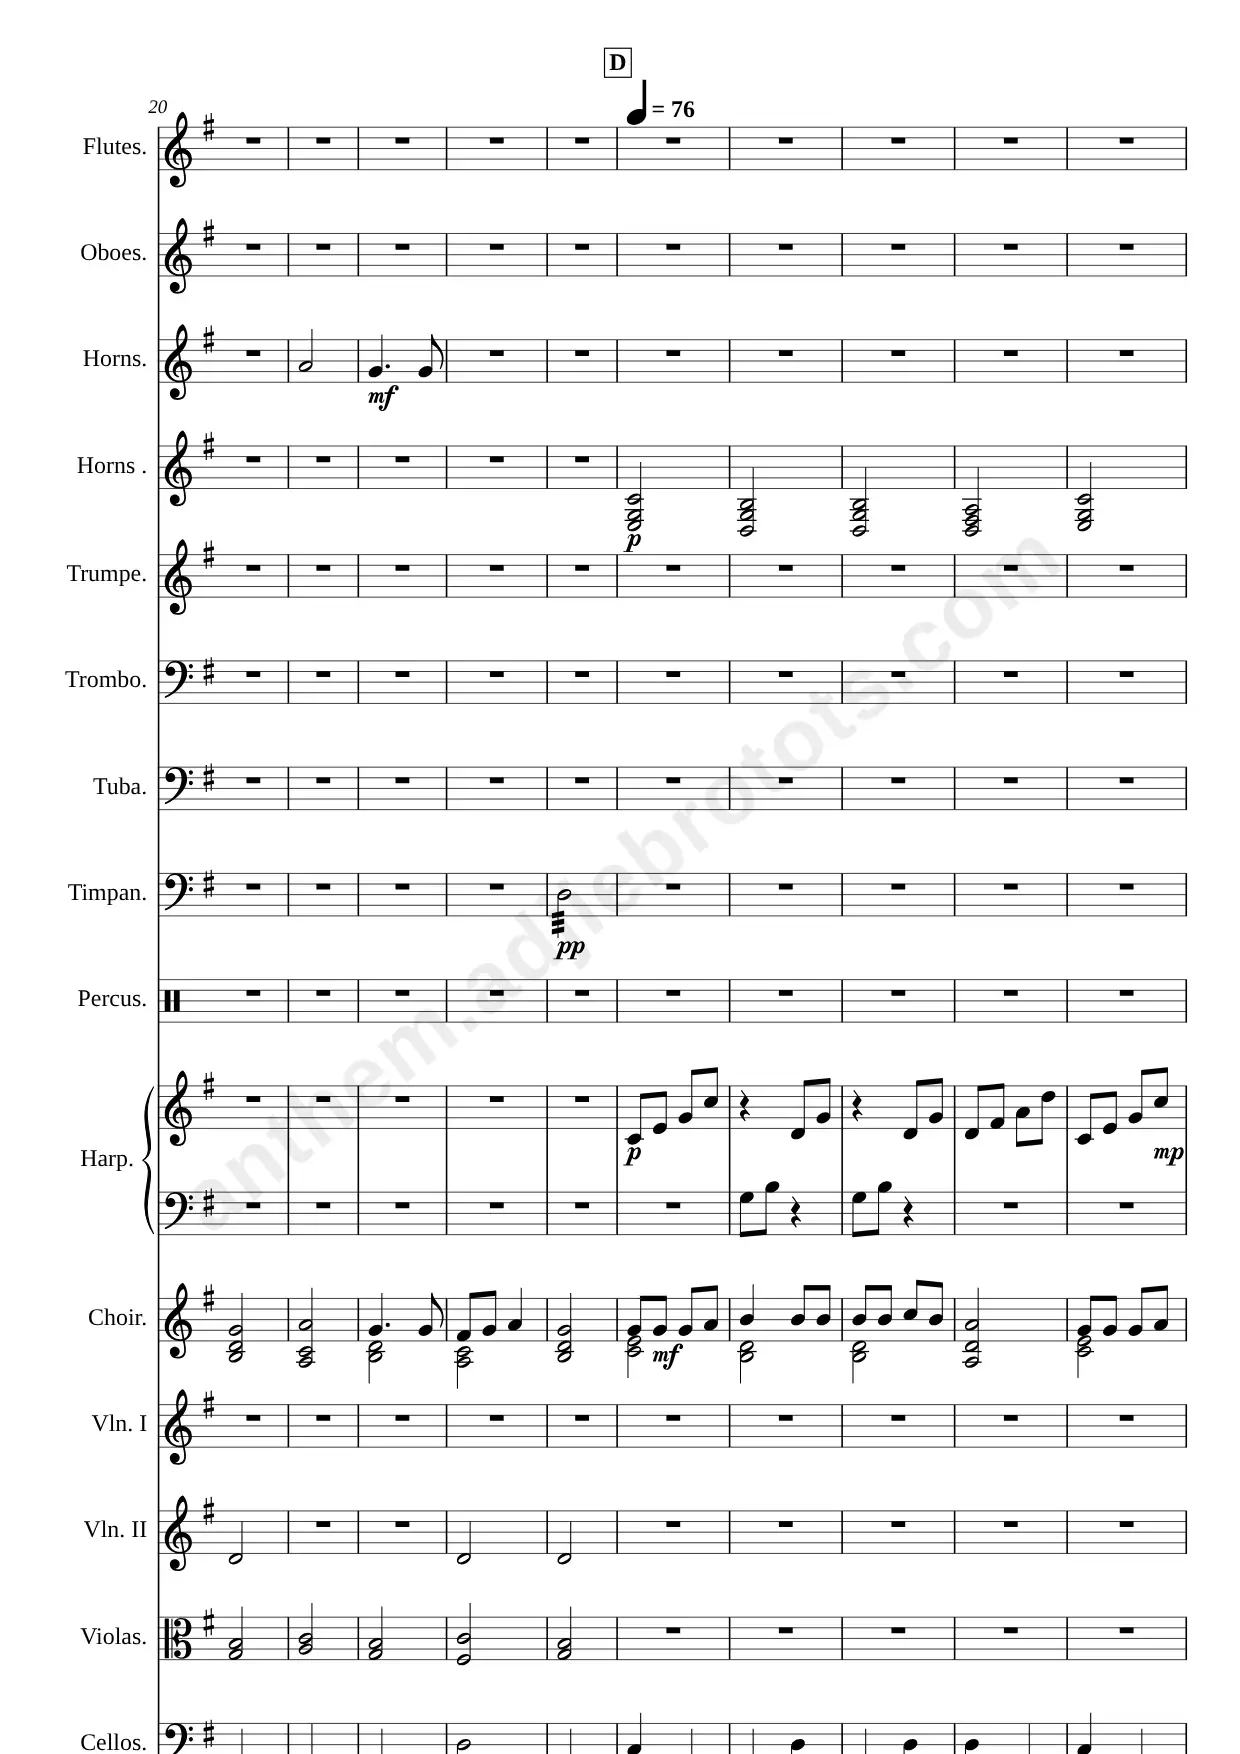 D
= 76
20
Flutes.
Oboes.
Horns.
mf
Horns .
p
Trumpe.
Trombo.
Tuba.
Timpan.
pp
Percus.
Harp.
p
mp
Choir.
mf
Vln. I
Vln. II
Violas.
Cellos.
anthem.adjiebrotots.com